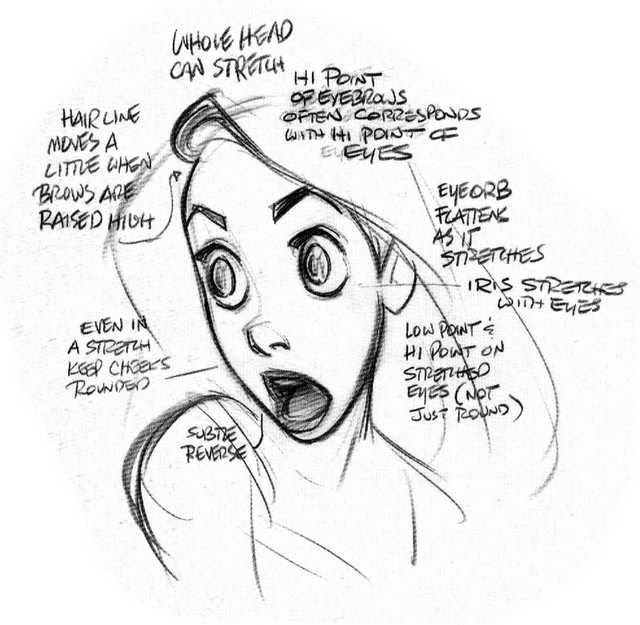 WHOLE HEAD
CAN STRETCH
HI POINT
OF EYEBROWS
OFTEN CORRESPONDS
WITH HI POINT OF
EYES
HAIRLINE
MOVES A
LITTLE WHEN
BROWS ARE
RAISED HIGH
EYE ORB
FLATTENS
AS IT
STRETCHES
IRIS STRETCHES
WITH EYES
EVEN IN
A STRETCH
KEEP CHEEKS
ROUNDED
LOW POINT &
HI POINT ON
STRETCHED
EYES (NOT
JUST ROUND)
SUBTLE
REVERSE